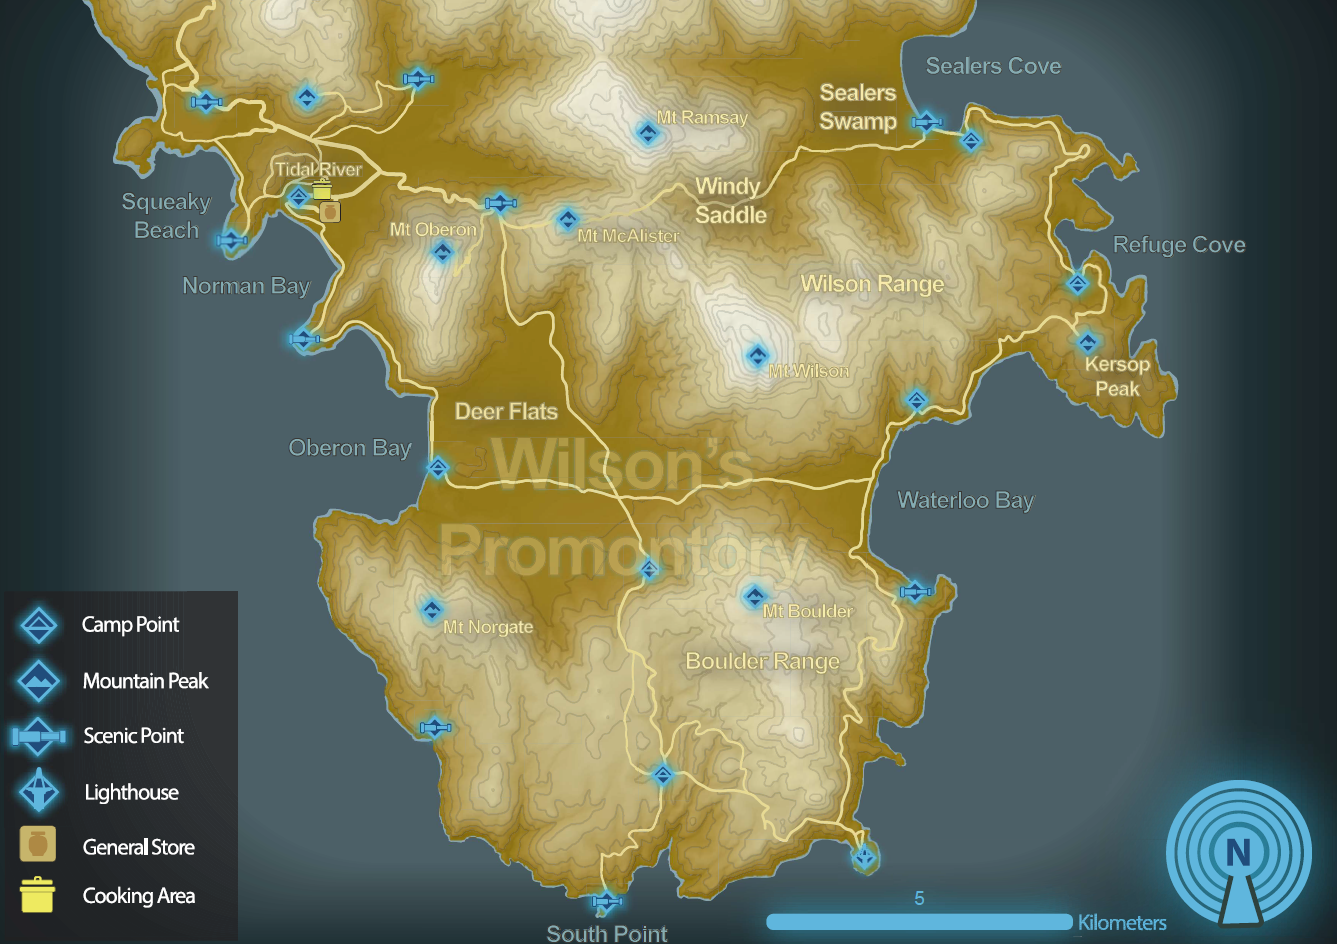 Sealers Cove
Sealers
Swamp
Mt Ramsay
Tidal River
Windy
Saddle
Squeaky
Beach
Mt Oberon
Mt McAlister
Refuge Cove
Norman Bay
Wilson Range
Mt Wilson
Kersop
Peak
Deer Flats
Oberon Bay
Wilson's
Promontory
Waterloo Bay
Mt Norgate
Mt Boulder
Boulder Range
Camp Point
Mountain Peak
Scenic Point
Lighthouse
General Store
Cooking Area
South Point
5
Kilometers
N